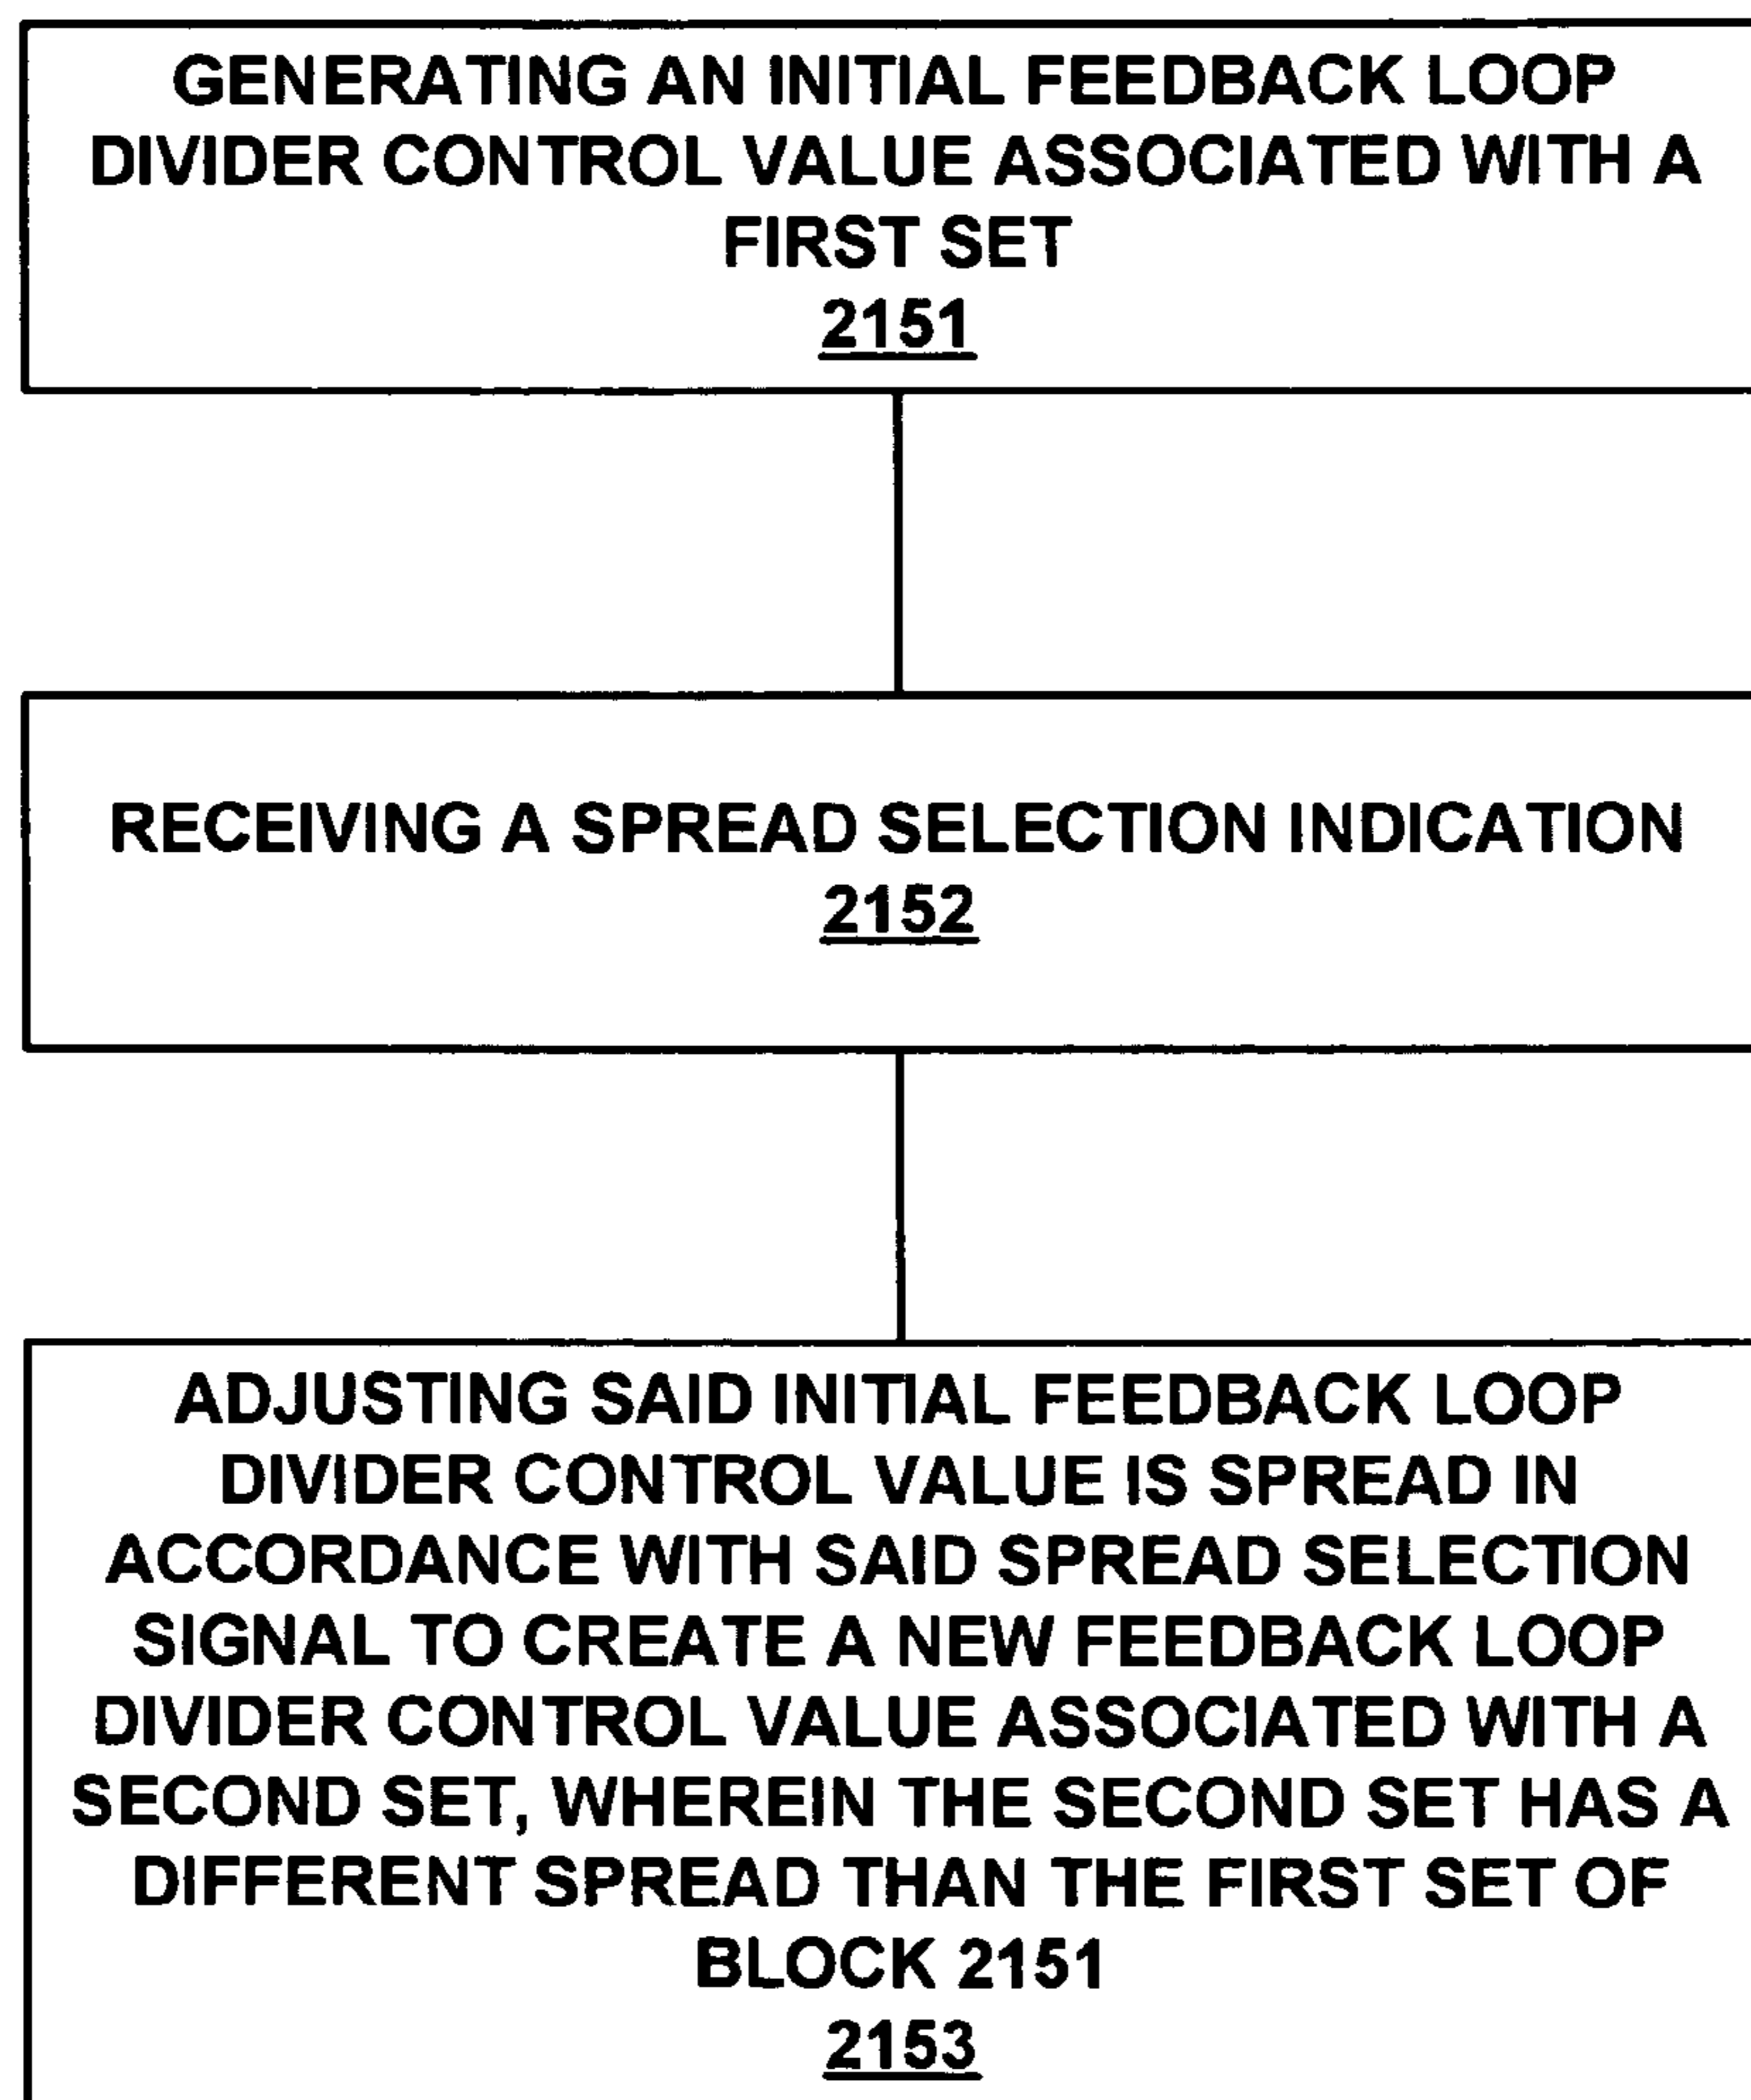 GENERATING AN INITIAL FEEDBACK LOOP
DIVIDER CONTROL VALUE ASSOCIATED WITH A
FIRST SET
2151
RECEIVING A SPREAD SELECTION INDICATION
2152
ADJUSTING SAID INITIAL FEEDBACK LOOP
DIVIDER CONTROL VALUE IS SPREAD IN
ACCORDANCE WITH SAID SPREAD SELECTION
SIGNAL TO CREATE A NEW FEEDBACK LOOP
DIVIDER CONTROL VALUE ASSOCIATED WITH A
SECOND SET, WHEREIN THE SECOND SET HAS A
DIFFERENT SPREAD THAN THE FIRST SET OF
BLOCK 2151
2153